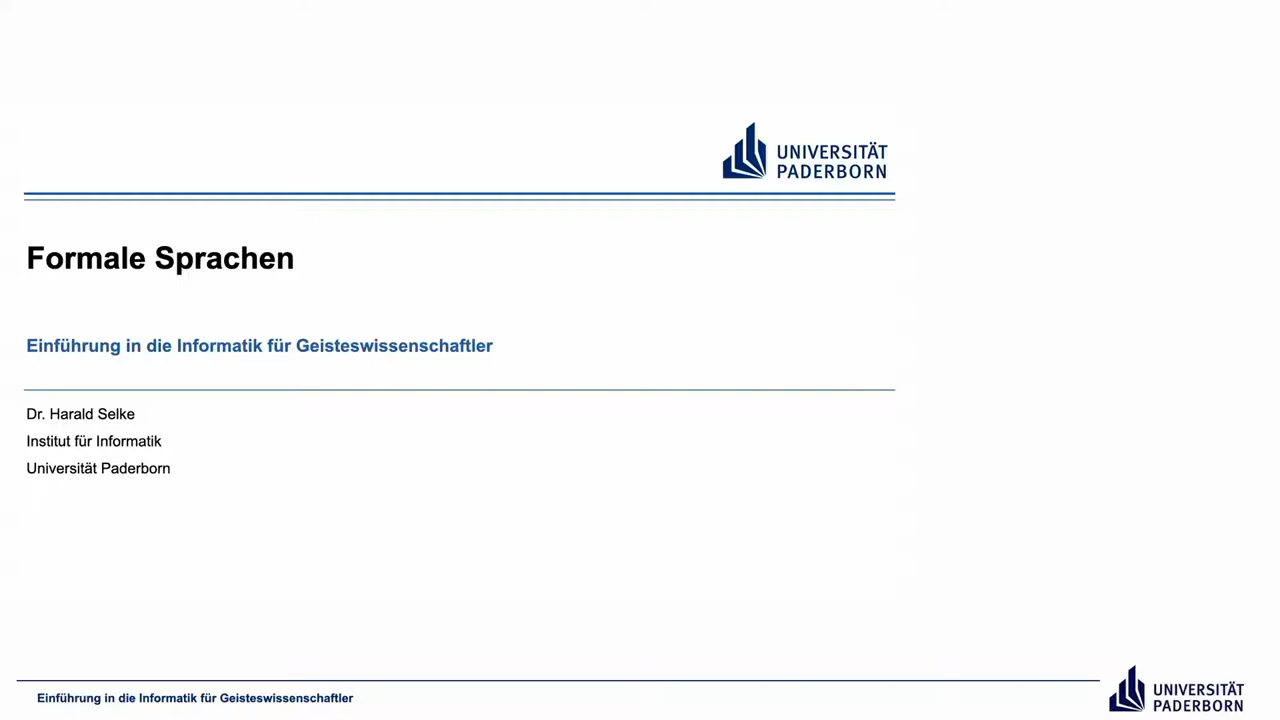 UNIVERSITÄT
PADERBORN
Formale Sprachen
Einführung in die Informatik für Geisteswissenschaftler
Dr. Harald Selke
Institut für Informatik
Universität Paderborn
Einführung in die Informatik für Geisteswissenschaftler
UNIVERSITÄT
PADERBORN